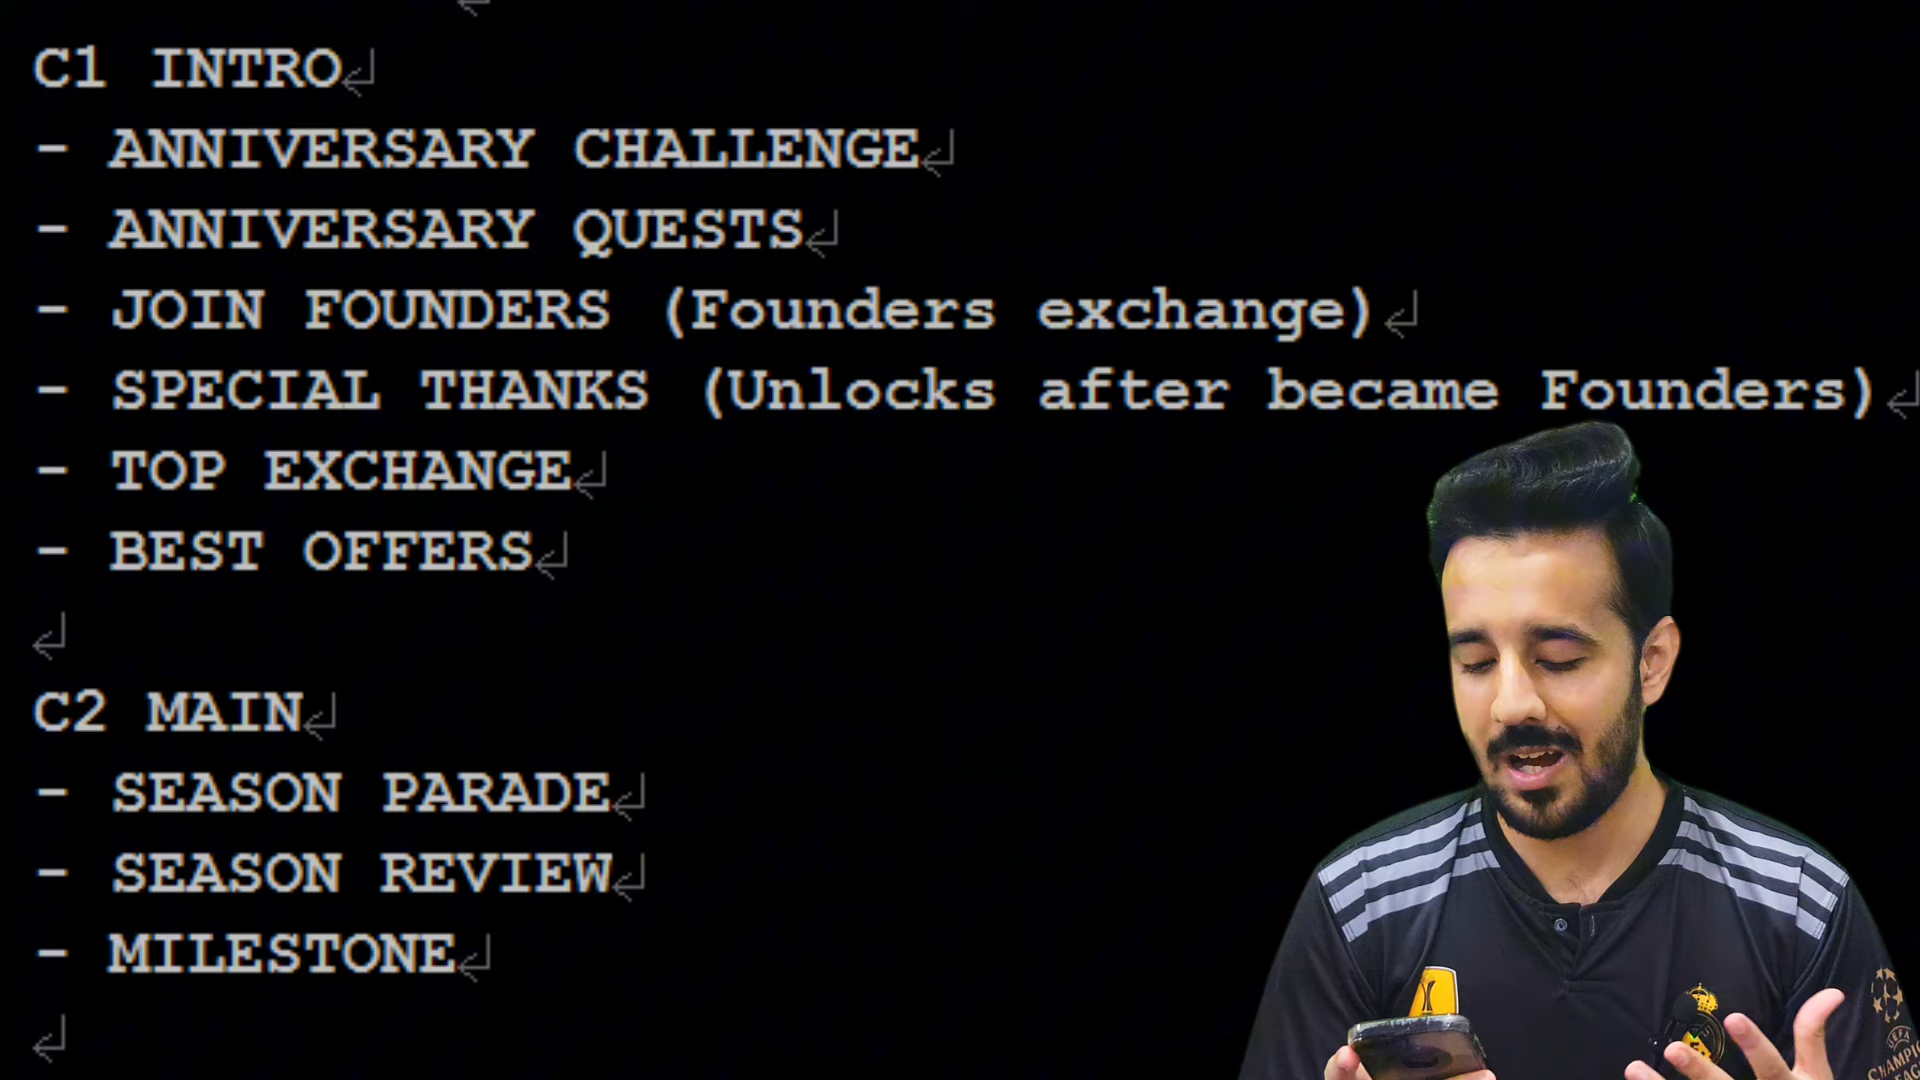 C1 INTRO
- ANNIVERSARY CHALLENGE
- ANNIVERSARY QUESTS
- JOIN FOUNDERS (Founders exchange)
- SPECIAL THANKS (Unlocks after became Founders)
- TOP EXCHANGE
- BEST OFFERS
C2 MAIN
- SEASON PARADE
- SEASON REVIEW
- MILESTONE
UEFA